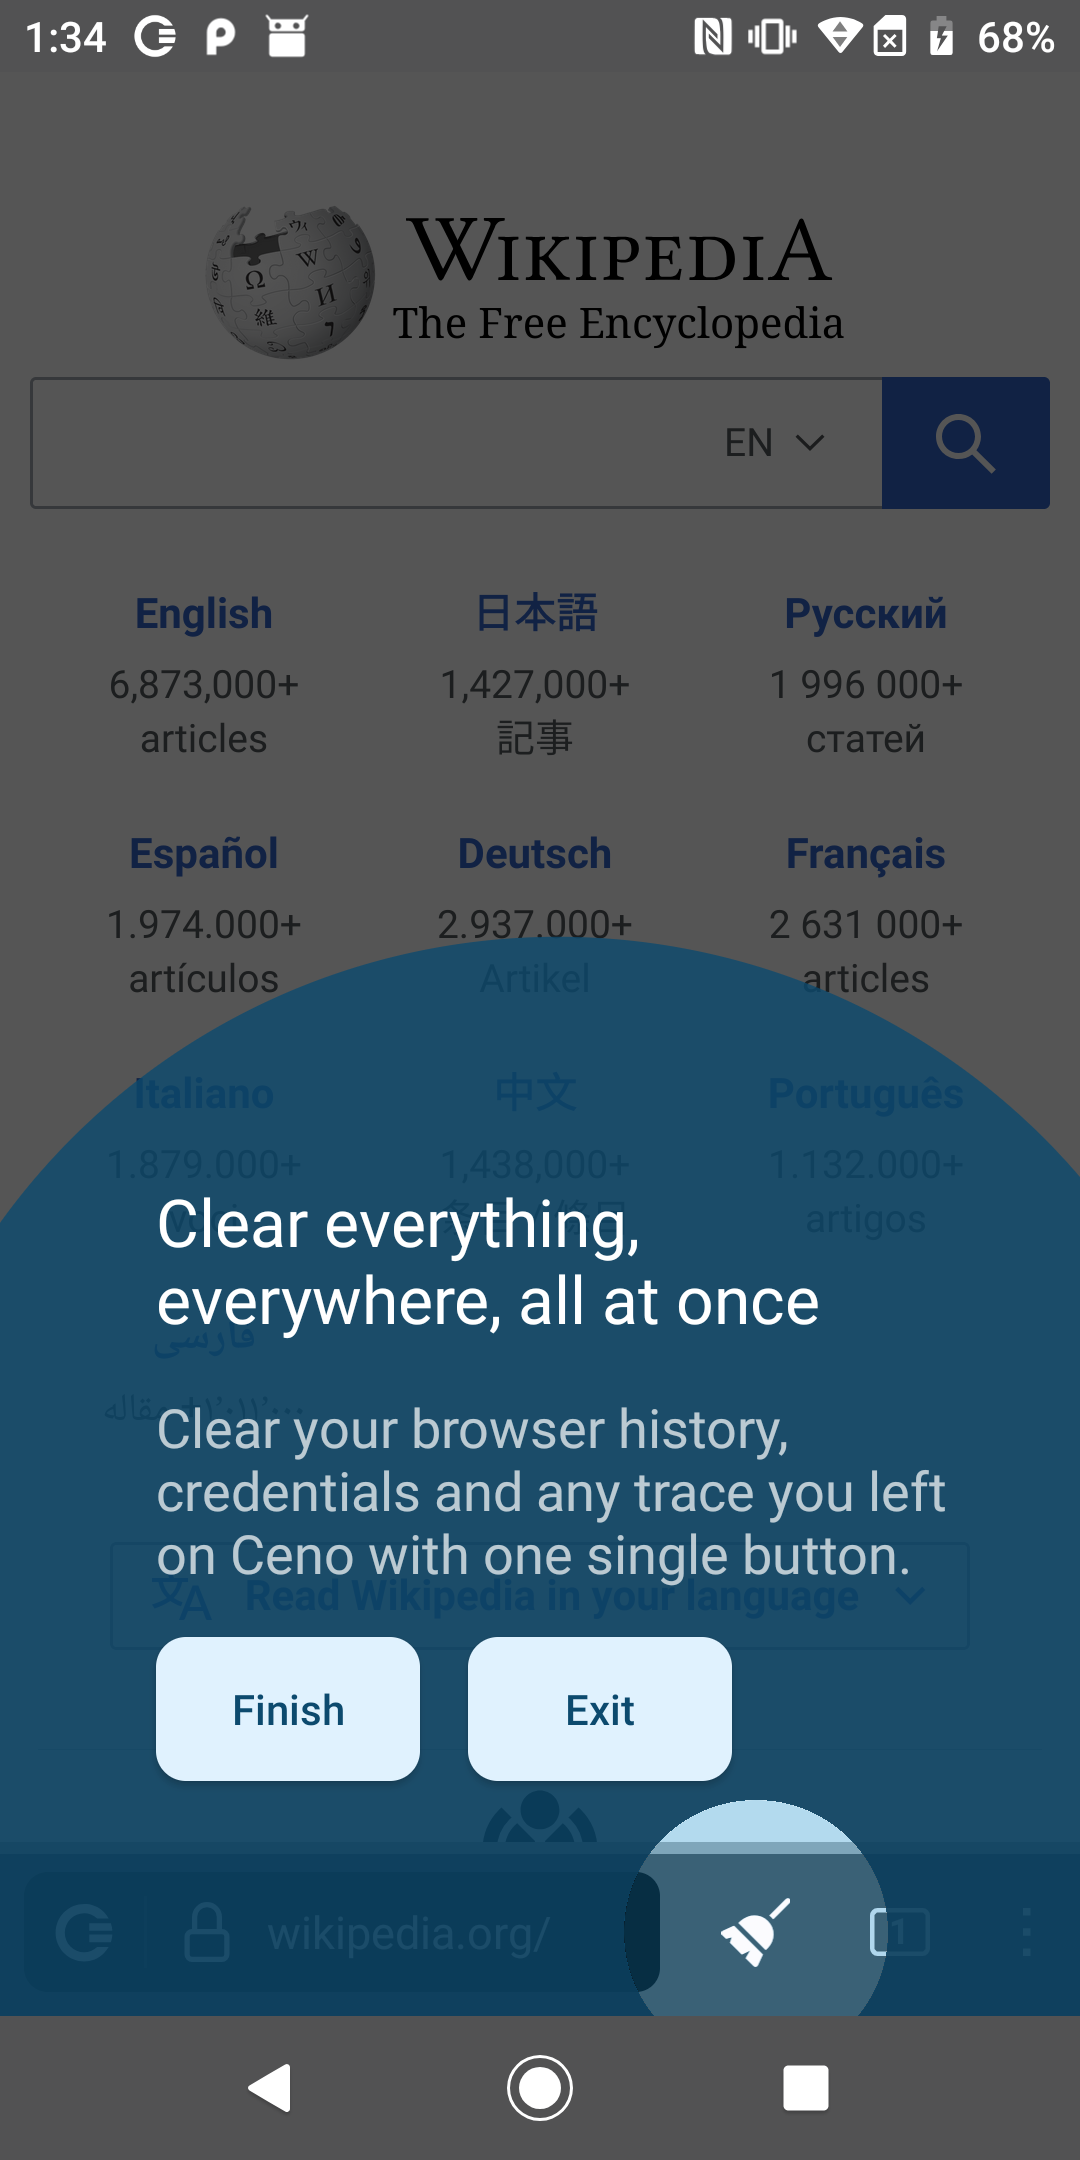 1:34
68%
WIKIPEDIA
The Free Encyclopedia
EN
English
日本語
Русский
6,873,000+
1,427,000+
1 996 000+
articles
記事
статей
Español
Deutsch
Français
1.974.000+
2.937.000+
2 631 000+
artículos
Artikel
articles
Italiano
中文
Português
1.879.000+
1,438,000+
1.132.000+
artigos
Clear everything,
everywhere, all at once
فارسی
مقاله
Clear your browser history,
credentials and any trace you left
on Ceno with one single button.
Read Wikipedia in your language
Finish
Exit
wikipedia.org/
1